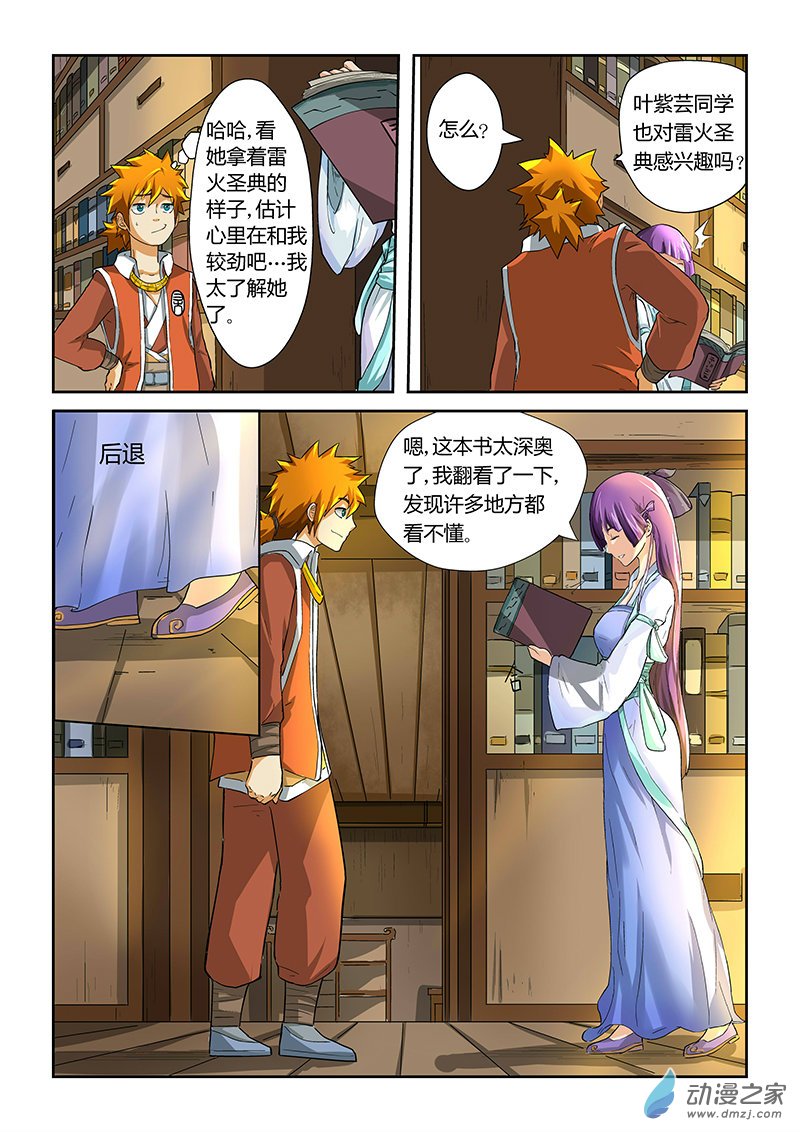 哈哈，看
她拿着雷
火圣典的
样子，估计
心里在和我
较劲吧…我
太了解她
了。
怎么？
叶紫芸同学
也对雷火圣
典感兴趣吗？
后退
嗯，这本书太深奥
了，我翻看了一下，
发现许多地方都
看不懂。
动漫之家
www.dmzj.com